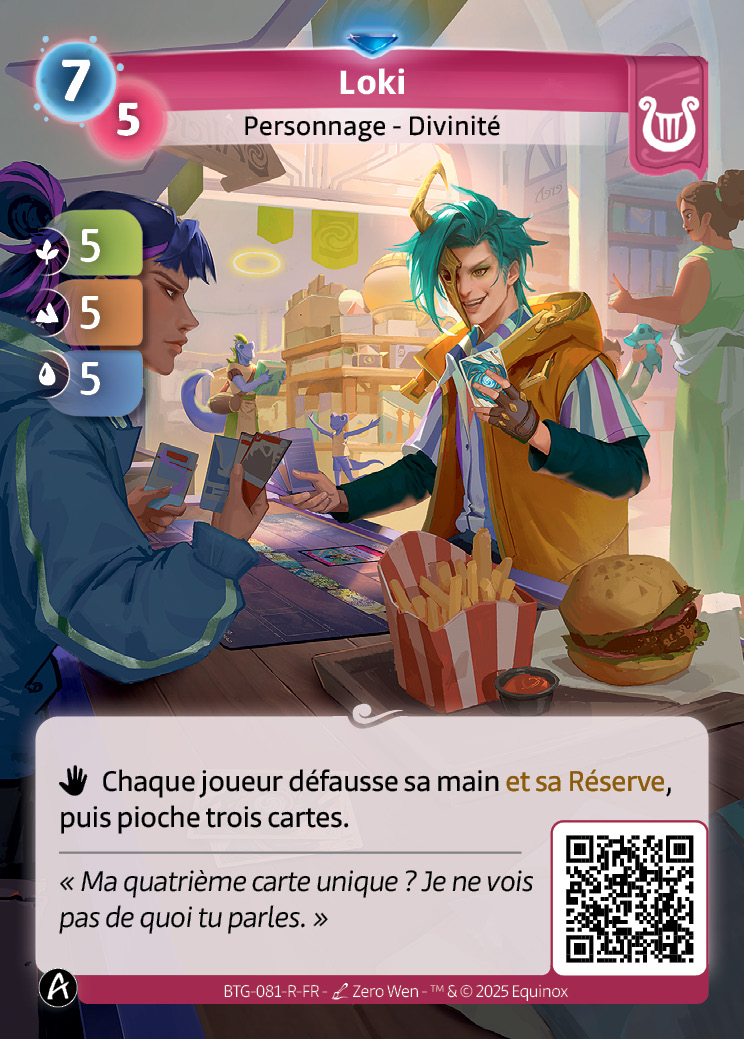 7
Loki
5
Personnage - Divinité
5
5
5
Chaque joueur défausse sa main et sa Réserve,
puis pioche trois cartes.
« Ma quatrième carte unique ? Je ne vois
pas de quoi tu parles. »
BTG-081-R-FR - Zero Wen - ™ & © 2025 Equinox